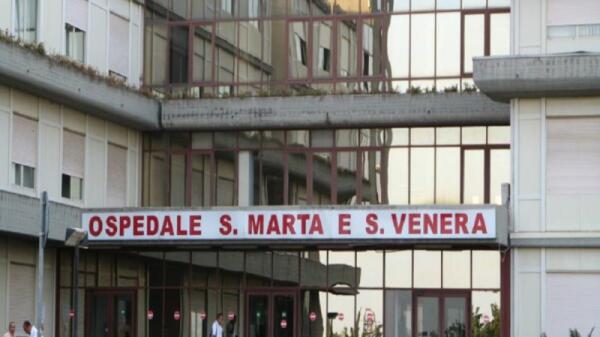 OSPEDALE S. MARTA E S. VENERA